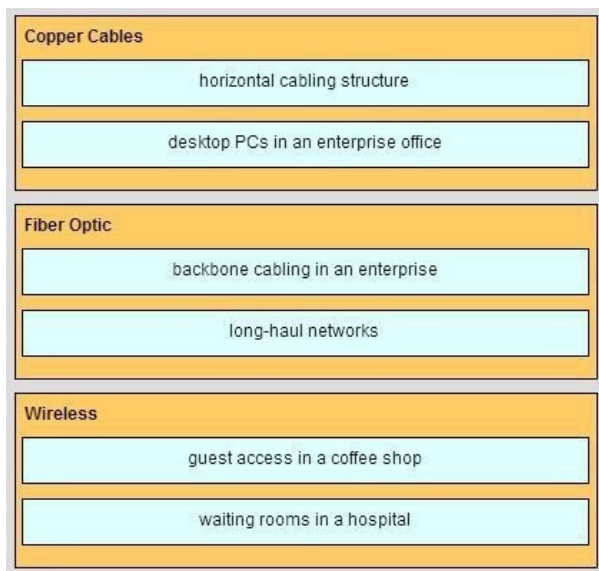 Copper Cables
horizontal cabling structure
desktop PCs in an enterprise office
Fiber Optic
backbone cabling in an enterprise
long-haul networks
Wireless
guest access in a coffee shop
waiting rooms in a hospital